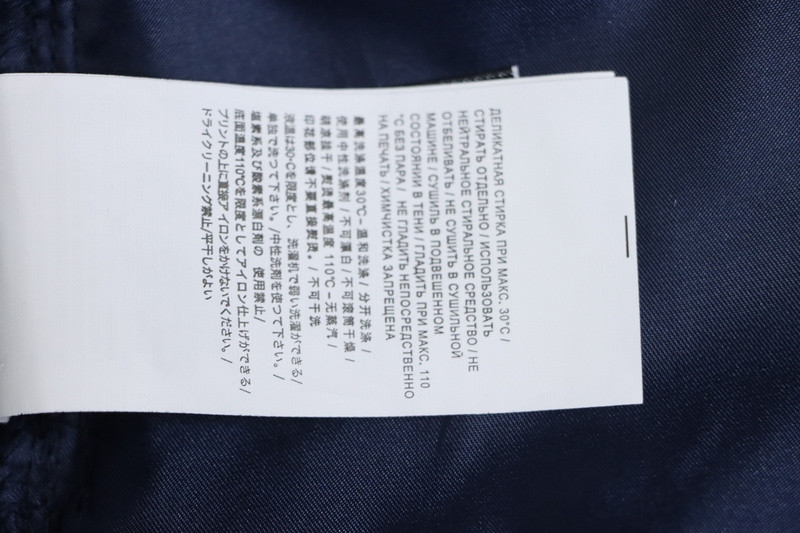 ДЕЛИКАТНАЯ СТИРКА ПРИ МАКС. 30°C /
СТИРАТЬ ОТДЕЛЬНО / ИСПОЛЬЗОВАТЬ
НЕЙТРАЛЬНОЕ СТИРАЛЬНОЕ СРЕДСТВО / НЕ
ОТБЕЛИВАТЬ / НЕ СУШИТЬ В СУШИЛЬНОЙ
МАШИНЕ / СУШИЛЬ В ПОДВЕШЕННОМ
СОСТОЯНИИ В ТЕНИ / ГЛАДИТЬ ПРИ МАКС, 110
°C БЕЗ ПАРА / НЕ ГЛАДИТЬ НЕПОСРЕДСТВЕННО
НА ПЕЧАТЬ / ХИМЧИСТКА ЗАПРЕЩЕНА
最高洗涤温度30℃–温和洗涤 / 分开洗涤 /
使用中性洗涤剂 / 不可漂白 / 不可滚筒干燥 /
晾干 / 熨烫最高温度 110℃–无蒸汽 /
印花部位请不要直接熨烫。/ 不可干洗
液温は30°Cを限度とし、洗濯機で弱い洗濯ができる/
単独で洗つて下さい。/中性洗剤を使つて下さい。/
塩素系及び酸素系漂白剤の 使用禁止/
底面温度110℃を限度としてアイロン仕上げができる/
プリントの上に直接アイロンをかけないでください。/
ドライクリーニング禁止/平干しがよい